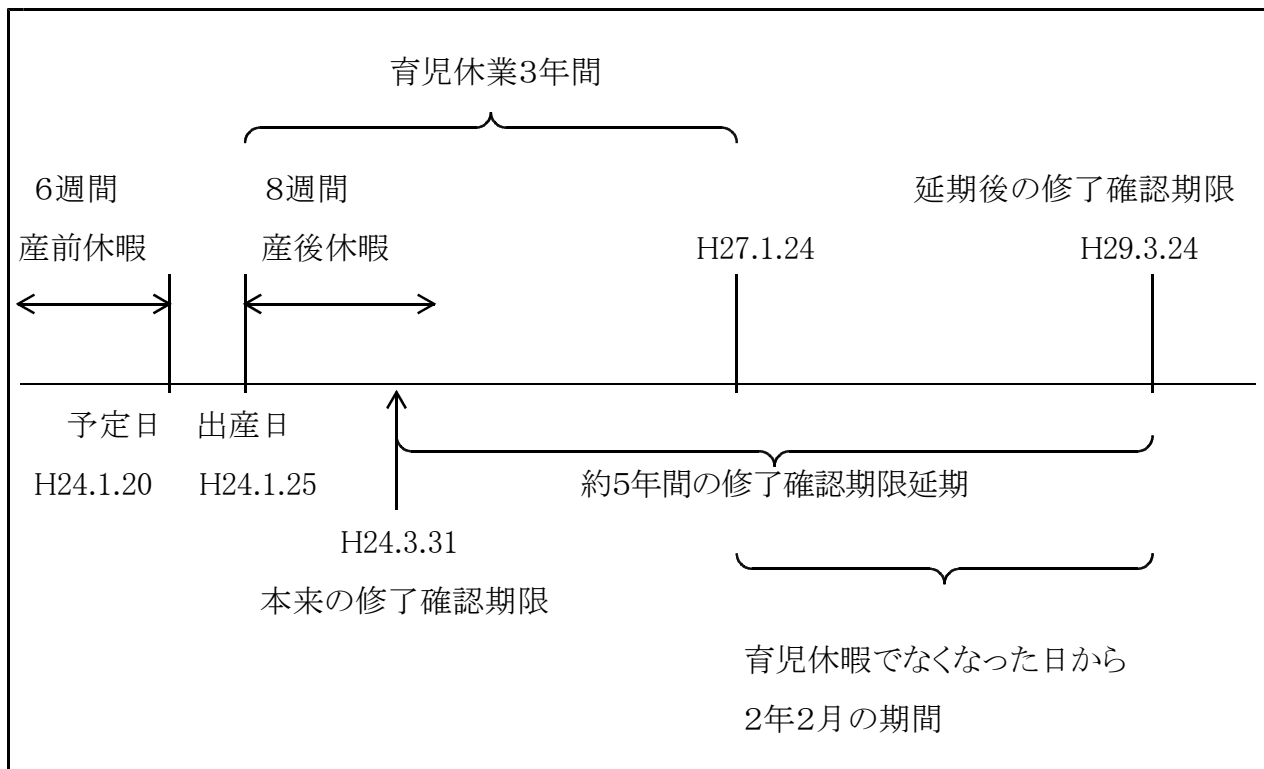 育児休業3年間
6週間
8週間
延期後の修了確認期限
産前休暇
産後休暇
H27.1.24
H29.3.24
予定日
出産日
H24.1.20
H24.1.25
約5年間の修了確認期限延期
H24.3.31
本来の修了確認期限
育児休暇でなくなった日から
2年2月の期間